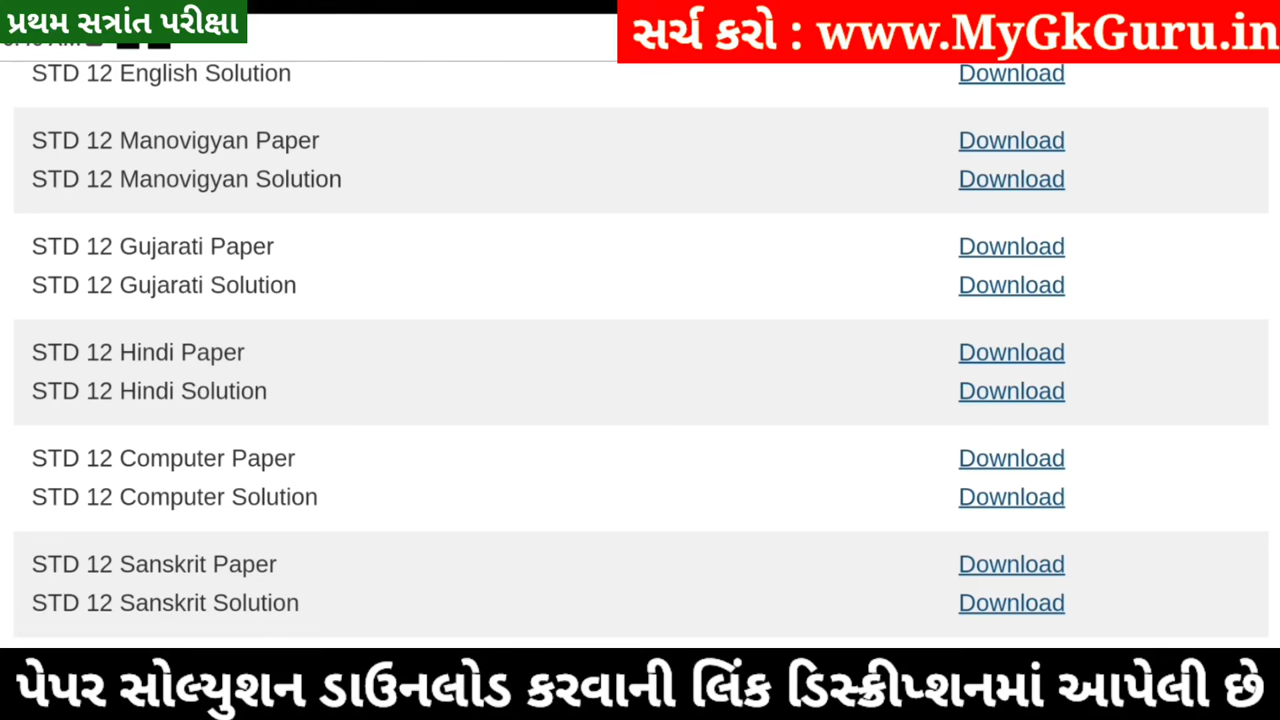 પ્રથમ સત્રાંત પરીક્ષા
સર્ચ કરો : www.MyGkGuru.in
STD 12 English Solution Download
STD 12 Manovigyan Paper Download
STD 12 Manovigyan Solution Download
STD 12 Gujarati Paper Download
STD 12 Gujarati Solution Download
STD 12 Hindi Paper Download
STD 12 Hindi Solution Download
STD 12 Computer Paper Download
STD 12 Computer Solution Download
STD 12 Sanskrit Paper Download
STD 12 Sanskrit Solution Download
પેપર સોલ્યુશન ડાઉનલોડ કરવાની લિંક ડિસ્ક્રીપ્શનમાં આપેલી છે